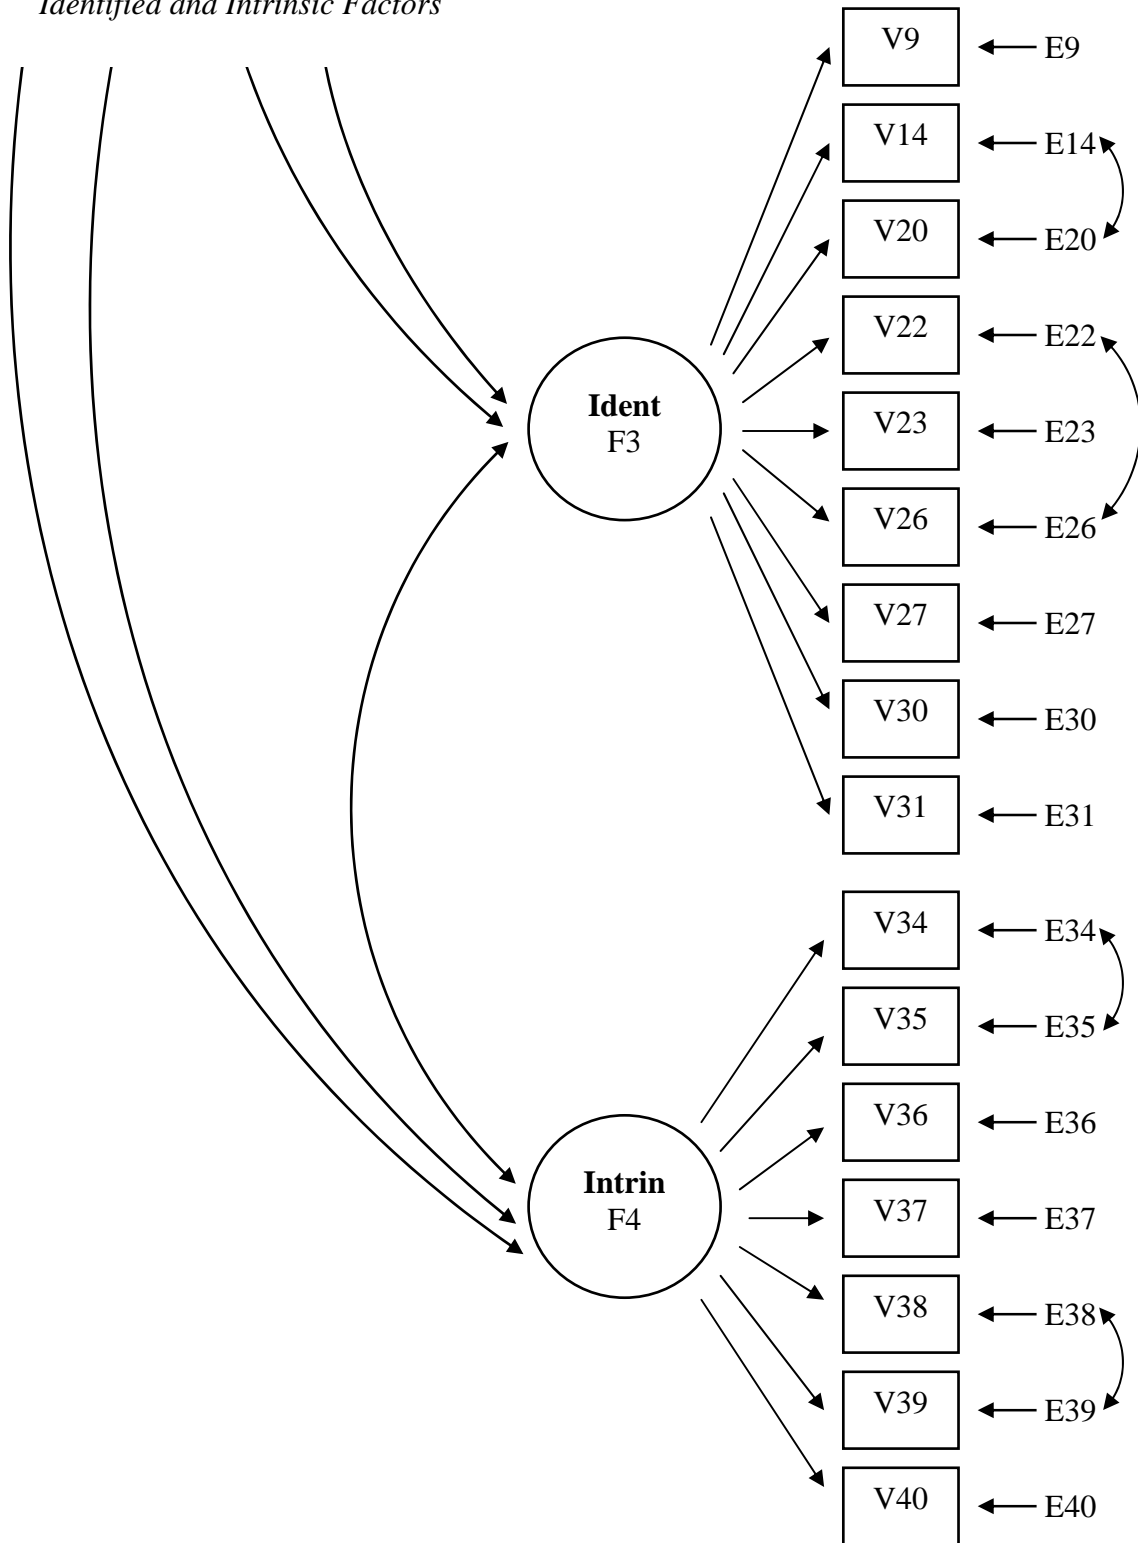 Identified and Intrinsic Factors
V9 E9
V14 E14
V20 E20
V22 E22
Ident
F3
V23 E23
V26 E26
V27 E27
V30 E30
V31 E31
V34 E34
V35 E35
V36 E36
Intrin
F4
V37 E37
V38 E38
V39 E39
V40 E40